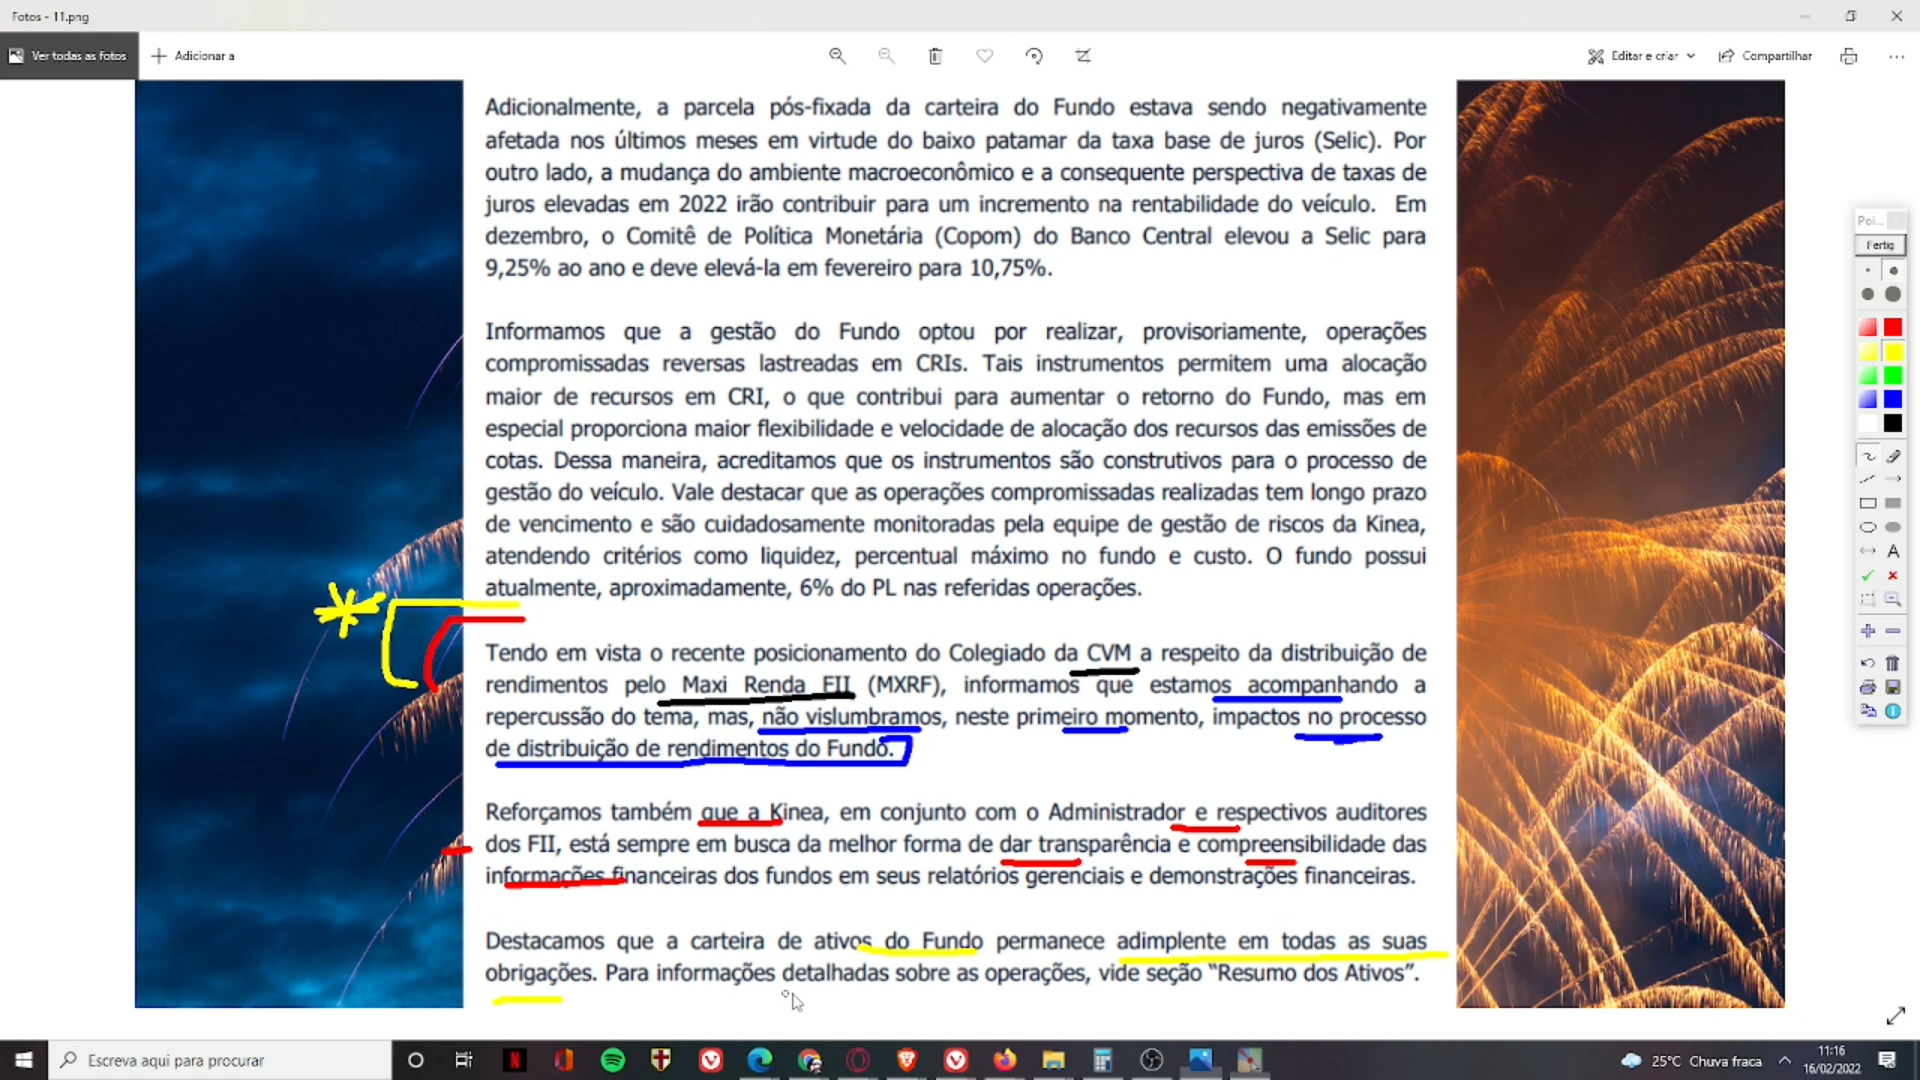 Fotos - 11.png
Ver todas as fotos
Adicionar a
Editar e criar
Compartilhar
Adicionalmente, a parcela pós-fixada da carteira do Fundo estava sendo negativamente
afetada nos últimos meses em virtude do baixo patamar da taxa base de juros (Selic). Por
outro lado, a mudança do ambiente macroeconômico e a consequente perspectiva de taxas de
juros elevadas em 2022 irão contribuir para um incremento na rentabilidade do veículo. Em
dezembro, o Comitê de Política Monetária (Copom) do Banco Central elevou a Selic para
9,25% ao ano e deve elevá-la em fevereiro para 10,75%.
Informamos que a gestão do Fundo optou por realizar, provisoriamente, operações
compromissadas reversas lastreadas em CRIs. Tais instrumentos permitem uma alocação
maior de recursos em CRI, o que contribui para aumentar o retorno do Fundo, mas em
especial proporciona maior flexibilidade e velocidade de alocação dos recursos das emissões de
cotas. Dessa maneira, acreditamos que os instrumentos são construtivos para o processo de
gestão do veículo. Vale destacar que as operações compromissadas realizadas tem longo prazo
de vencimento e são cuidadosamente monitoradas pela equipe de gestão de riscos da Kinea,
atendendo critérios como liquidez, percentual máximo no fundo e custo. O fundo possui
atualmente, aproximadamente, 6% do PL nas referidas operações.
Tendo em vista o recente posicionamento do Colegiado da CVM a respeito da distribuição de
rendimentos pelo Maxi Renda FII (MXRF), informamos que estamos acompanhando a
repercussão do tema, mas, não vislumbramos, neste primeiro momento, impactos no processo
de distribuição de rendimentos do Fundo.
Reforçamos também que a Kinea, em conjunto com o Administrador e respectivos auditores
dos FII, está sempre em busca da melhor forma de dar transparência e compreensibilidade das
informações financeiras dos fundos em seus relatórios gerenciais e demonstrações financeiras.
Destacamos que a carteira de ativos do Fundo permanece adimplente em todas as suas
obrigações. Para informações detalhadas sobre as operações, vide seção “Resumo dos Ativos”.
Poi...
Fertig
A
Escreva aqui para procurar
25°C Chuva fraca
11:16
16/02/2022